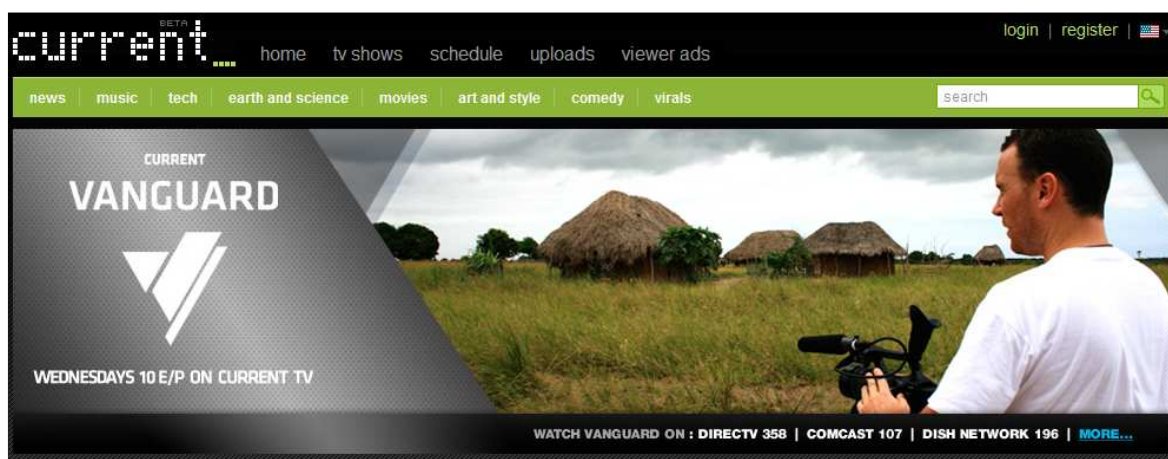 BETA
current_
home tv shows schedule uploads viewer ads
login | register |
news music tech earth and science movies art and style comedy virals
search
CURRENT
VANGUARD
WEDNESDAYS 10 E/P ON CURRENT TV
WATCH VANGUARD ON : DIRECTV 358 | COMCAST 107 | DISH NETWORK 196 | MORE...